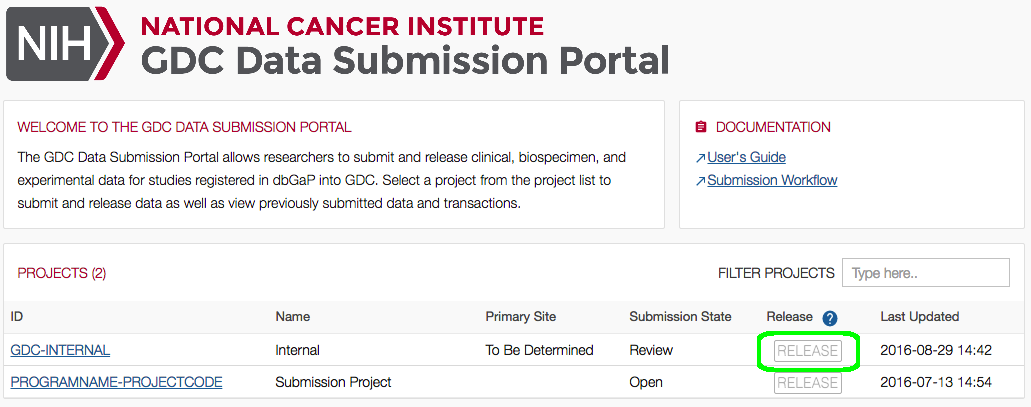 NIH
NATIONAL CANCER INSTITUTE
GDC Data Submission Portal
WELCOME TO THE GDC DATA SUBMISSION PORTAL
The GDC Data Submission Portal allows researchers to submit and release clinical, biospecimen, and
experimental data for studies registered in dbGaP into GDC. Select a project from the project list to
submit and release data as well as view previously submitted data and transactions.
DOCUMENTATION
User's Guide
Submission Workflow
PROJECTS (2)
FILTER PROJECTS Type here..
ID Name Primary Site Submission State Release ? Last Updated
GDC-INTERNAL Internal To Be Determined Review RELEASE 2016-08-29 14:42
PROGRAMNAME-PROJECTCODE Submission Project Open RELEASE 2016-07-13 14:54